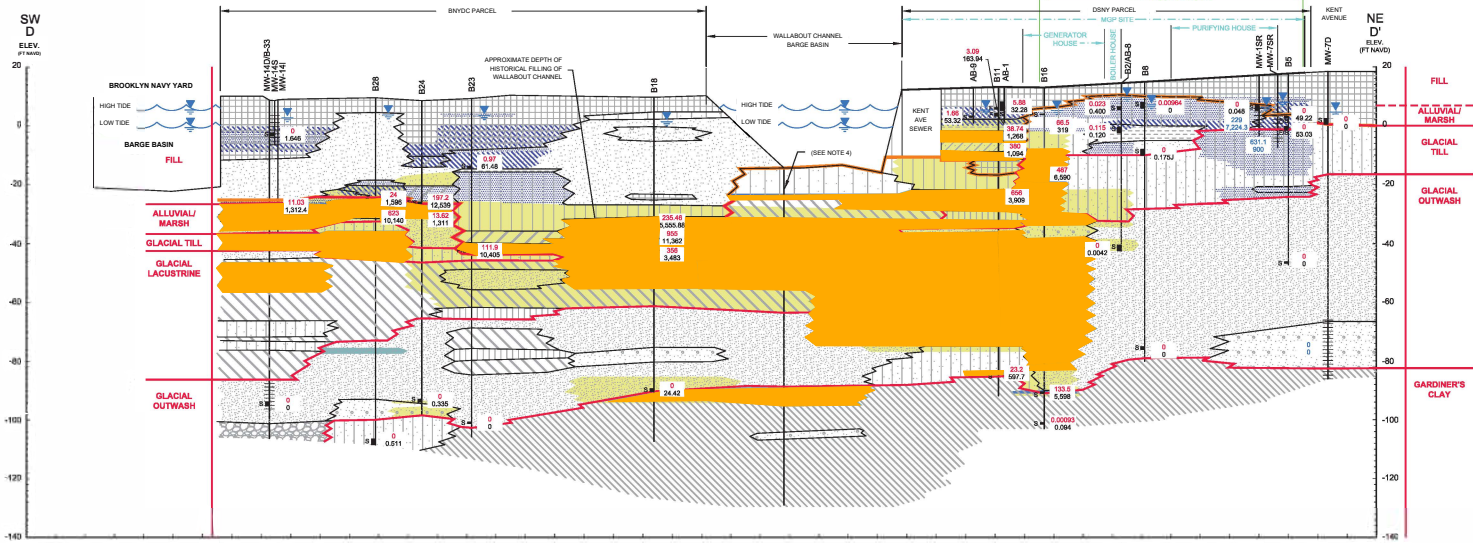 SW
D
ELEV.
(FT NAVD)
BNYDC PARCEL
WALLABOUT CHANNEL
BARGE BASIN
DSNY PARCEL
MGP SITE
GENERATOR
HOUSE
BOILER HOUSE
PURIFYING HOUSE
KENT
AVENUE
NE
D'
ELEV.
(FT NAVD)
MW-14D/B-33
MW-14S
MW-14I
B28
B24
B23
B18
AB-9
B11
AB-1
B16
B2/AB-8
B8
MW-1SR
MW-7SR
B5
MW-7D
APPROXIMATE DEPTH OF
HISTORICAL FILLING OF
WALLABOUT CHANNEL
BROOKLYN NAVY YARD
HIGH TIDE
LOW TIDE
BARGE BASIN
HIGH TIDE
LOW TIDE
KENT
AVE
SEWER
(SEE NOTE 4)
20
0
-20
-40
-60
-80
-100
-120
-140
20
0
-20
-40
-60
-80
-100
-120
-140
FILL
ALLUVIAL/
MARSH
GLACIAL TILL
GLACIAL
LACUSTRINE
GLACIAL
OUTWASH
FILL
ALLUVIAL/
MARSH
GLACIAL
TILL
GLACIAL
OUTWASH
GARDINER'S
CLAY
0
1.646
11.03
1,312.4
S
0
0
24
1,596
623
10,140
S
0
0.511
197.2
12,539
13.62
1,311
S
0
0.335
S
0.97
61.48
111.9
10,405
S
0
0
235.46
5,555.88
955
11,362
356
3,483
S
0
24.42
3.09
163.94
1.66
53.32
5.88
32.28
38.74
1,268
350
1,094
656
3,909
23.2
597.7
66.5
319
467
6,590
S
133.5
5,598
S
0.00093
0.094
S
0.023
0.400
S
0.115
0.120
S
0
0.0042
S
0.00964
0
S
0
0.175J
S
0
0
0
0.048
229
7,224.3
631.1
900
0
49.22
0
53.03
S
0
0
0
0
0
0